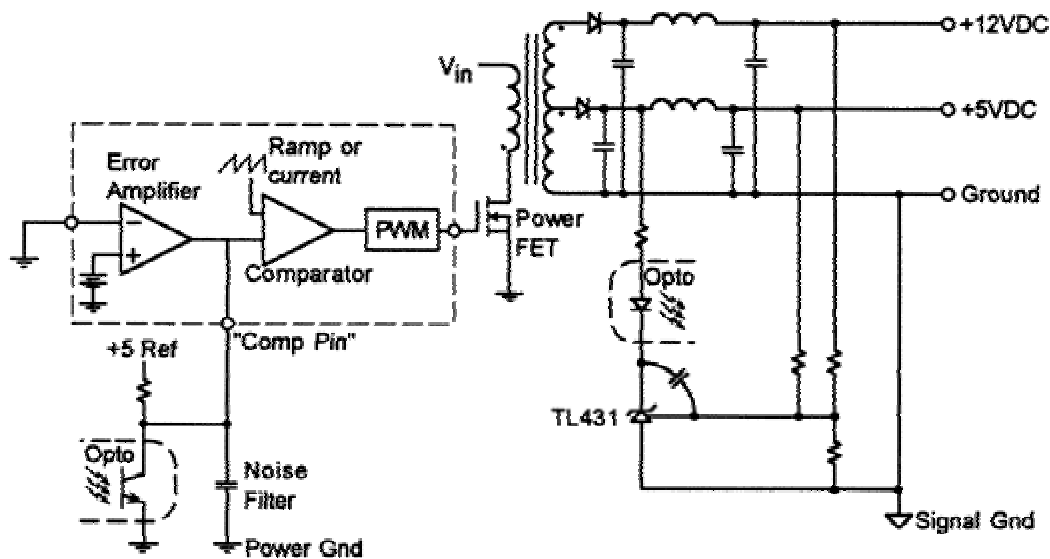 +12VDC
Vin
+5VDC
Error
Amplifier
Ramp or
current
Ground
−
+
PWM
Power
FET
Comparator
Opto
"Comp Pin"
+5 Ref
TL431
Opto
Noise
Filter
Power Gnd
Signal Gnd